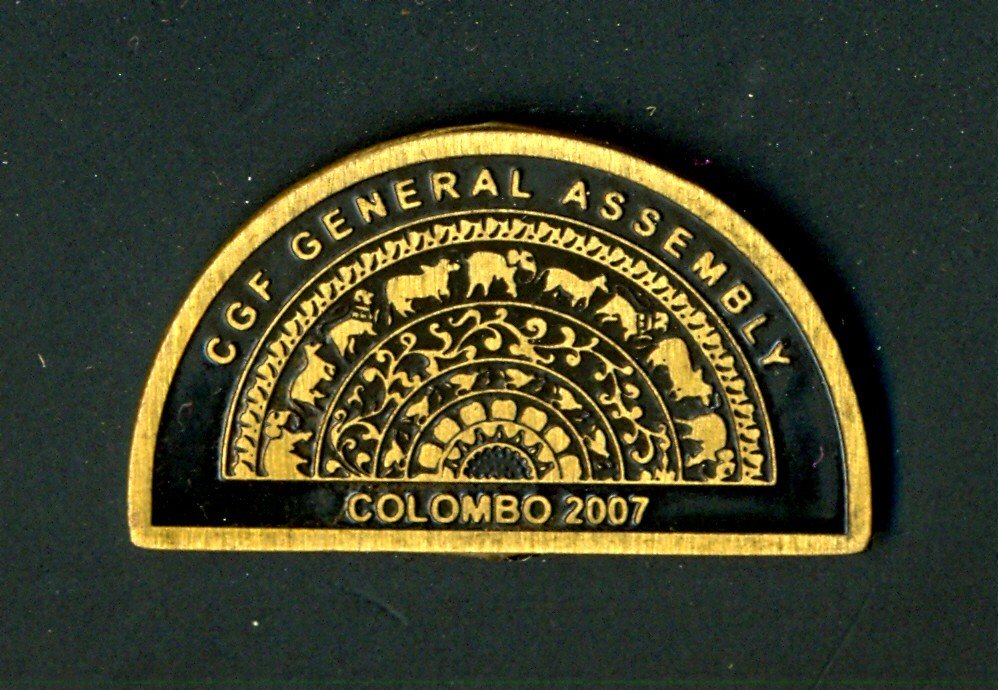 CGF GENERAL ASSEMBLY
COLOMBO 2007